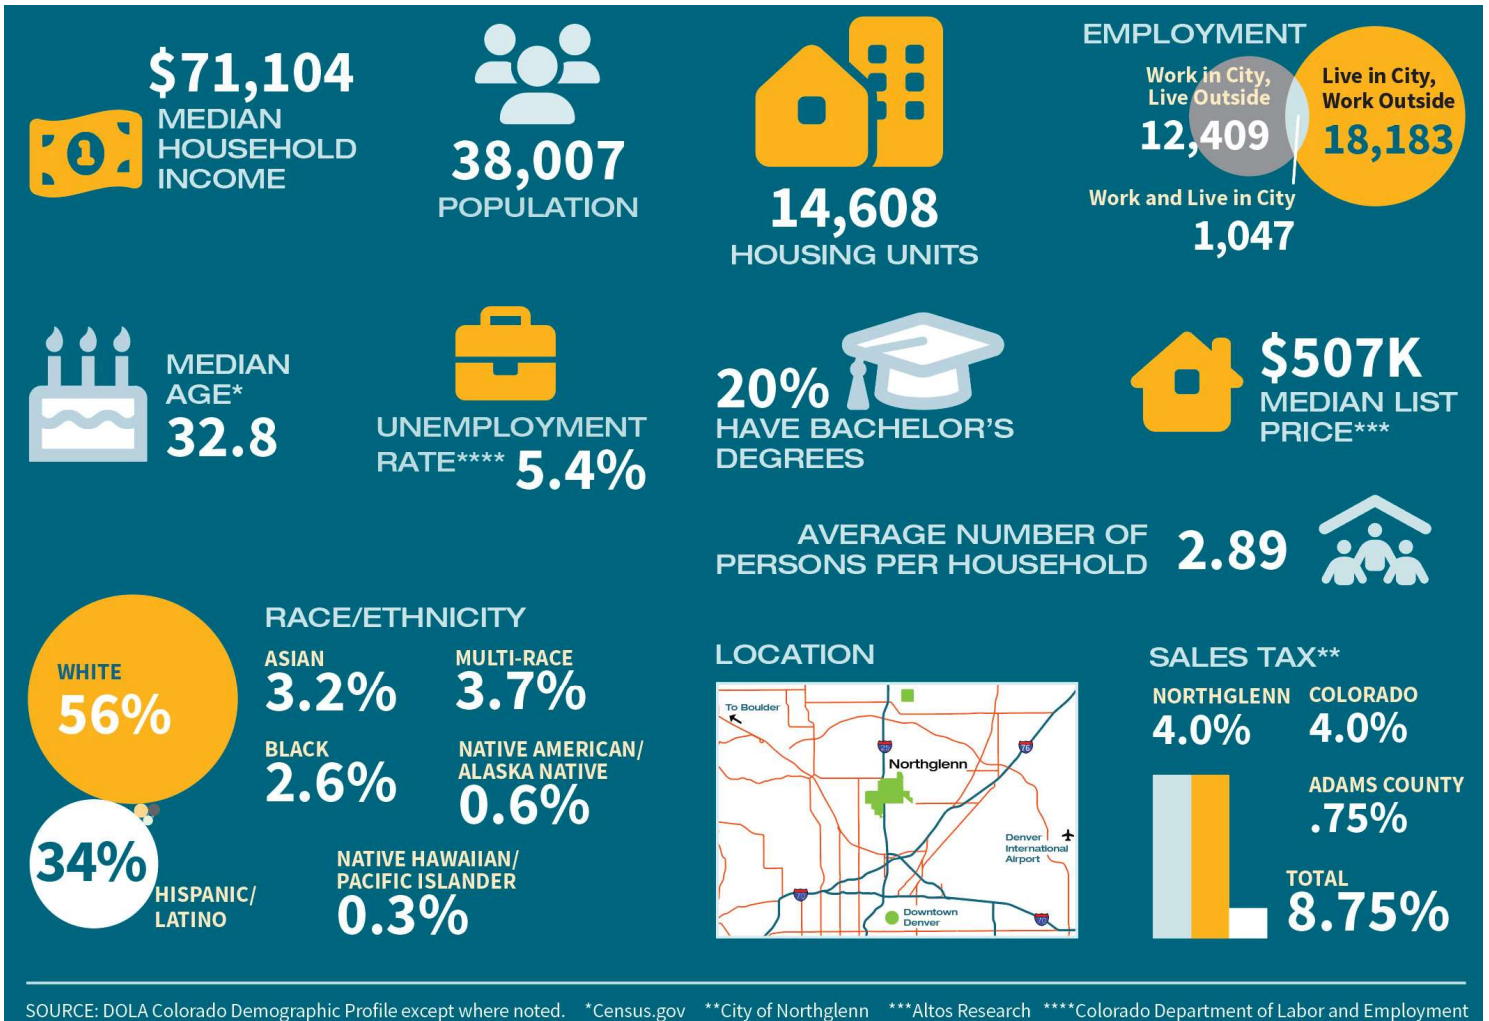 $71,104
MEDIAN
HOUSEHOLD
INCOME
1
38,007
POPULATION
14,608
HOUSING UNITS
EMPLOYMENT
Work in City,
Live Outside
12,409
Live in City,
Work Outside
18,183
Work and Live in City
1,047
MEDIAN
AGE*
32.8
UNEMPLOYMENT
RATE**** 5.4%
20%
HAVE BACHELOR'S
DEGREES
$507K
MEDIAN LIST
PRICE***
AVERAGE NUMBER OF
PERSONS PER HOUSEHOLD
2.89
WHITE
56%
34%
HISPANIC/
LATINO
RACE/ETHNICITY
ASIAN
3.2%
MULTI-RACE
3.7%
BLACK
2.6%
NATIVE AMERICAN/
ALASKA NATIVE
0.6%
NATIVE HAWAIIAN/
PACIFIC ISLANDER
0.3%
LOCATION
To Boulder
25
76
Northglenn
Denver
International
Airport
70
Downtown
Denver
70
SALES TAX**
NORTHGLENN
4.0%
COLORADO
4.0%
ADAMS COUNTY
.75%
TOTAL
8.75%
SOURCE: DOLA Colorado Demographic Profile except where noted. *Census.gov **City of Northglenn ***Altos Research ****Colorado Department of Labor and Employment